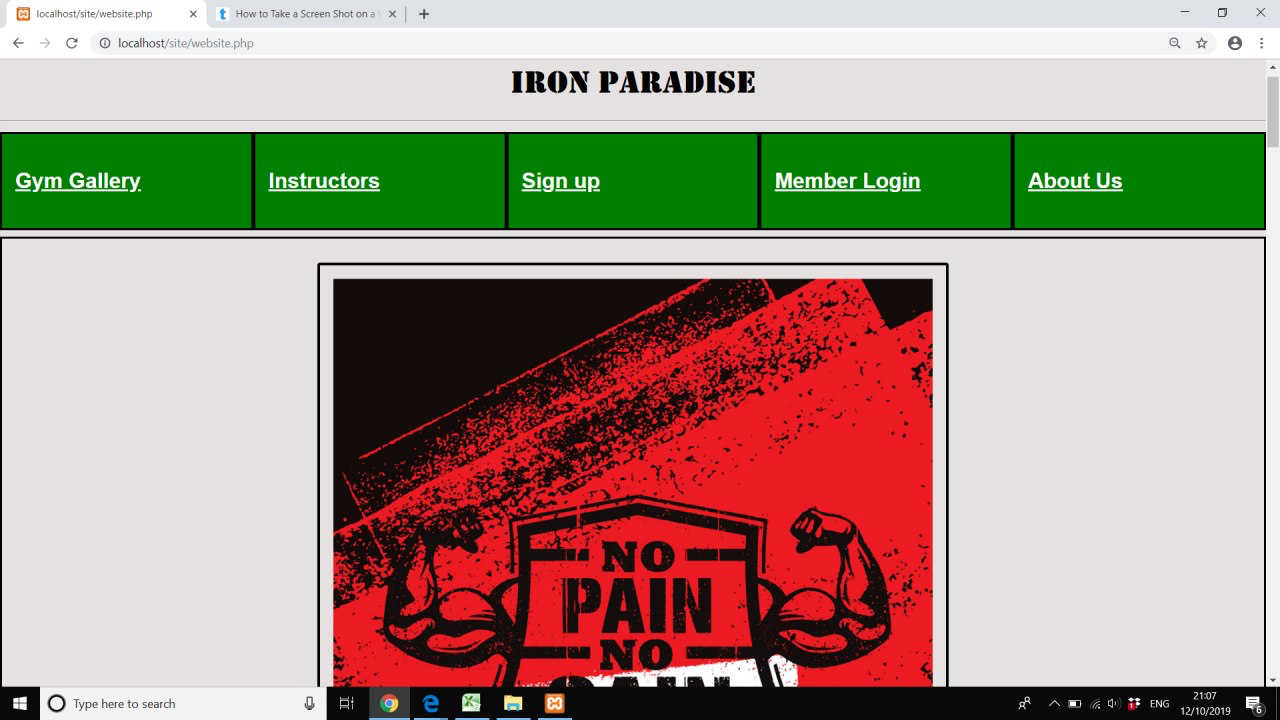 localhost/site/website.php
How to Take a Screen Shot on a
localhost/site/website.php
IRON PARADISE
Gym Gallery
Instructors
Sign up
Member Login
About Us
NO
PAIN
NO
GAIN
Type here to search
ENG
21:07
12/10/2019
6